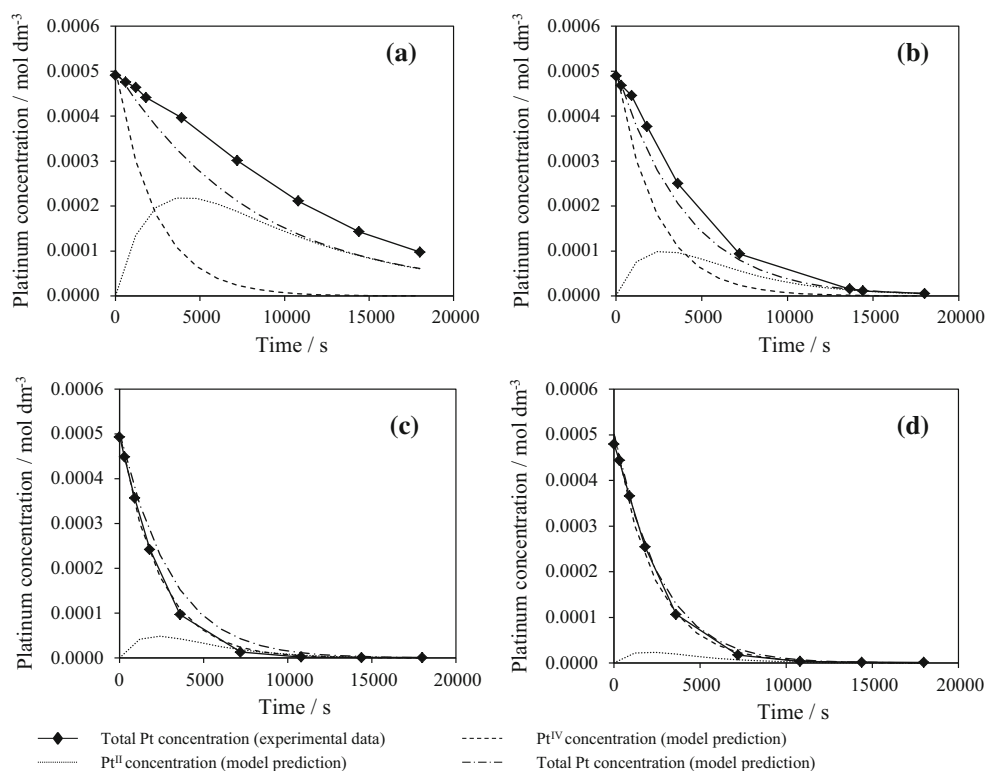 (a)
Platinum concentration / mol dm⁻³
0.0006
0.0005
0.0004
0.0003
0.0002
0.0001
0.0000
0 5000 10000 15000 20000
Time / s
(b)
Platinum concentration / mol dm⁻³
0.0006
0.0005
0.0004
0.0003
0.0002
0.0001
0.0000
0 5000 10000 15000 20000
Time / s
(c)
Platinum concentration / mol dm⁻³
0.0006
0.0005
0.0004
0.0003
0.0002
0.0001
0.0000
0 5000 10000 15000 20000
Time / s
(d)
Platinum concentration / mol dm⁻³
0.0006
0.0005
0.0004
0.0003
0.0002
0.0001
0.0000
0 5000 10000 15000 20000
Time / s
Total Pt concentration (experimental data)
Ptᴵⱽ concentration (model prediction)
Ptᴵᴵ concentration (model prediction)
Total Pt concentration (model prediction)